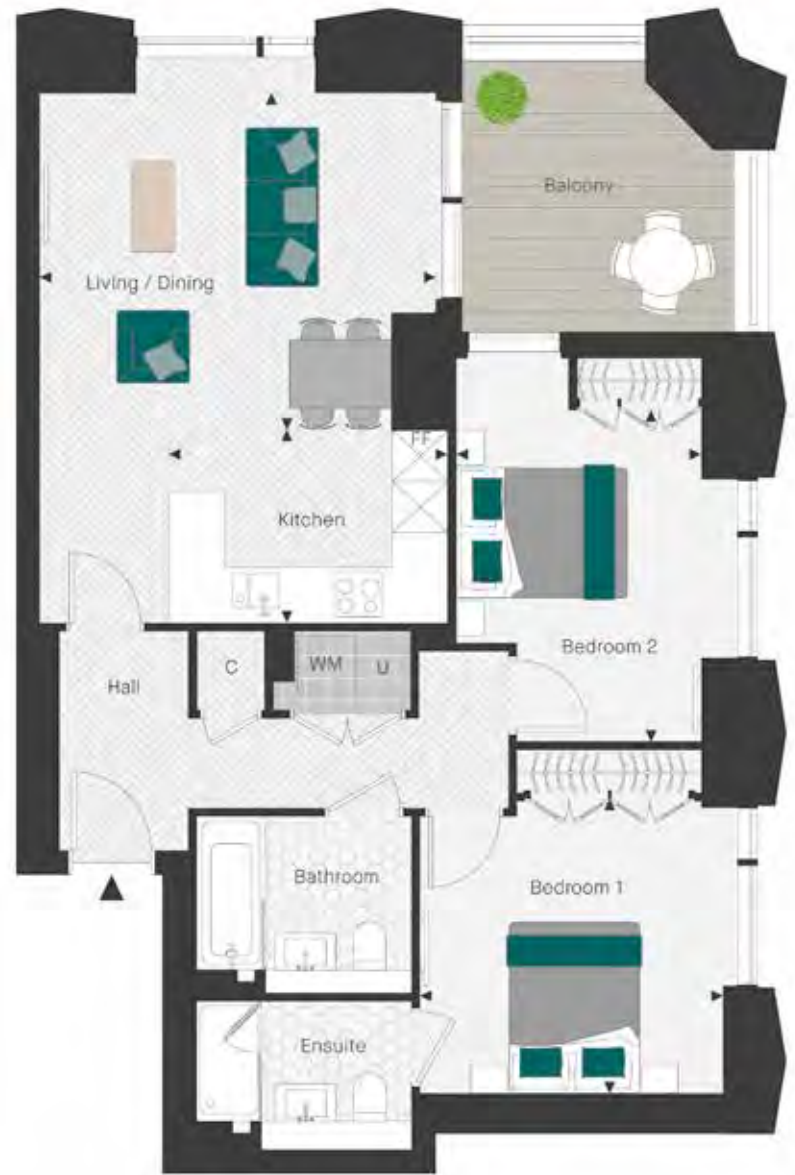 Balcony
Living / Dining
FF
Kitchen
Bedroom 2
C
WM
U
Hall
Bathroom
Bedroom 1
Ensuite